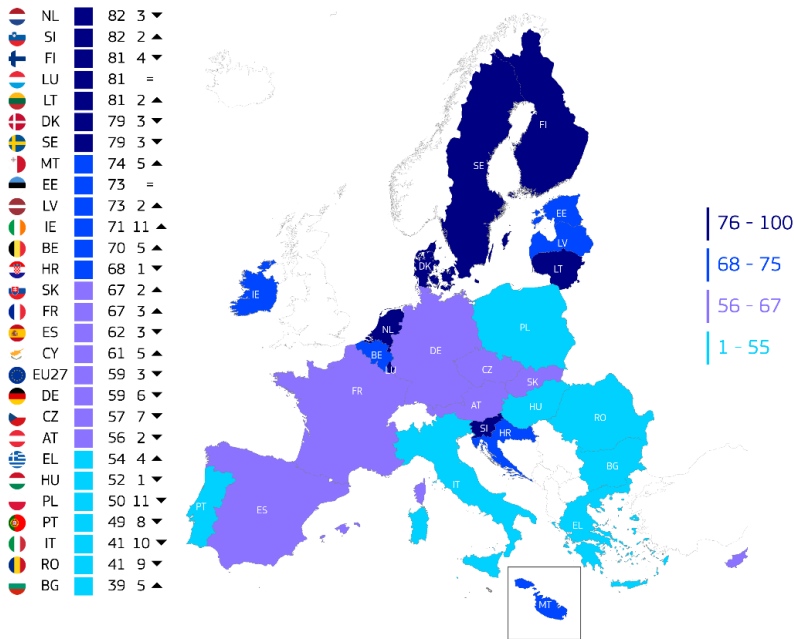 NL 82 3 ▼
SI 82 2 ▲
FI 81 4 ▼
LU 81 =
LT 81 2 ▲
DK 79 3 ▼
SE 79 3 ▼
MT 74 5 ▲
EE 73 =
LV 73 2 ▲
IE 71 11 ▲
BE 70 5 ▲
HR 68 1 ▼
SK 67 2 ▲
FR 67 3 ▲
ES 62 3 ▼
CY 61 5 ▲
EU27 59 3 ▼
DE 59 6 ▼
CZ 57 7 ▼
AT 56 2 ▼
EL 54 4 ▲
HU 52 1 ▼
PL 50 11 ▼
PT 49 8 ▼
IT 41 10 ▼
RO 41 9 ▼
BG 39 5 ▲
FI
SE
EE
LV
LT
DK
IE
NL
PL
BE
DE
LU
CZ
FR
SK
AT
HU
RO
SI
HR
BG
IT
PT
ES
EL
MT
76 - 100
68 - 75
56 - 67
1 - 55